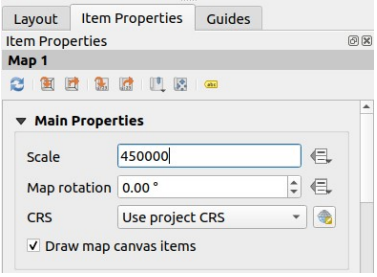 Layout Item Properties Guides
Item Properties
Map 1
abc
Main Properties
Scale 450000
Map rotation 0.00 °
CRS Use project CRS
Draw map canvas items